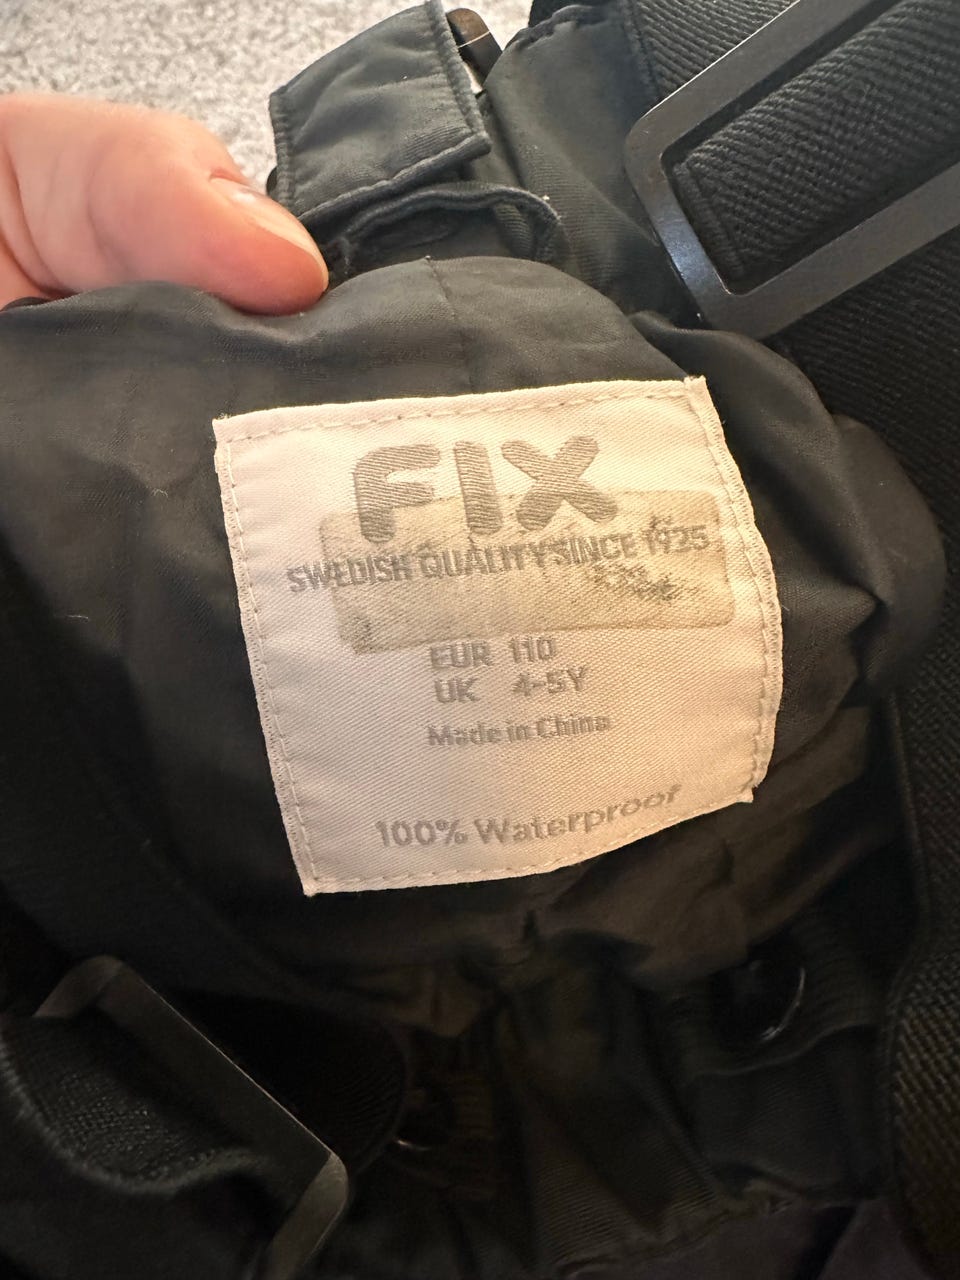 FIX
SWEDISH QUALITY SINCE 1925
EUR 110
UK 4-5Y
Made in China
100% Waterproof